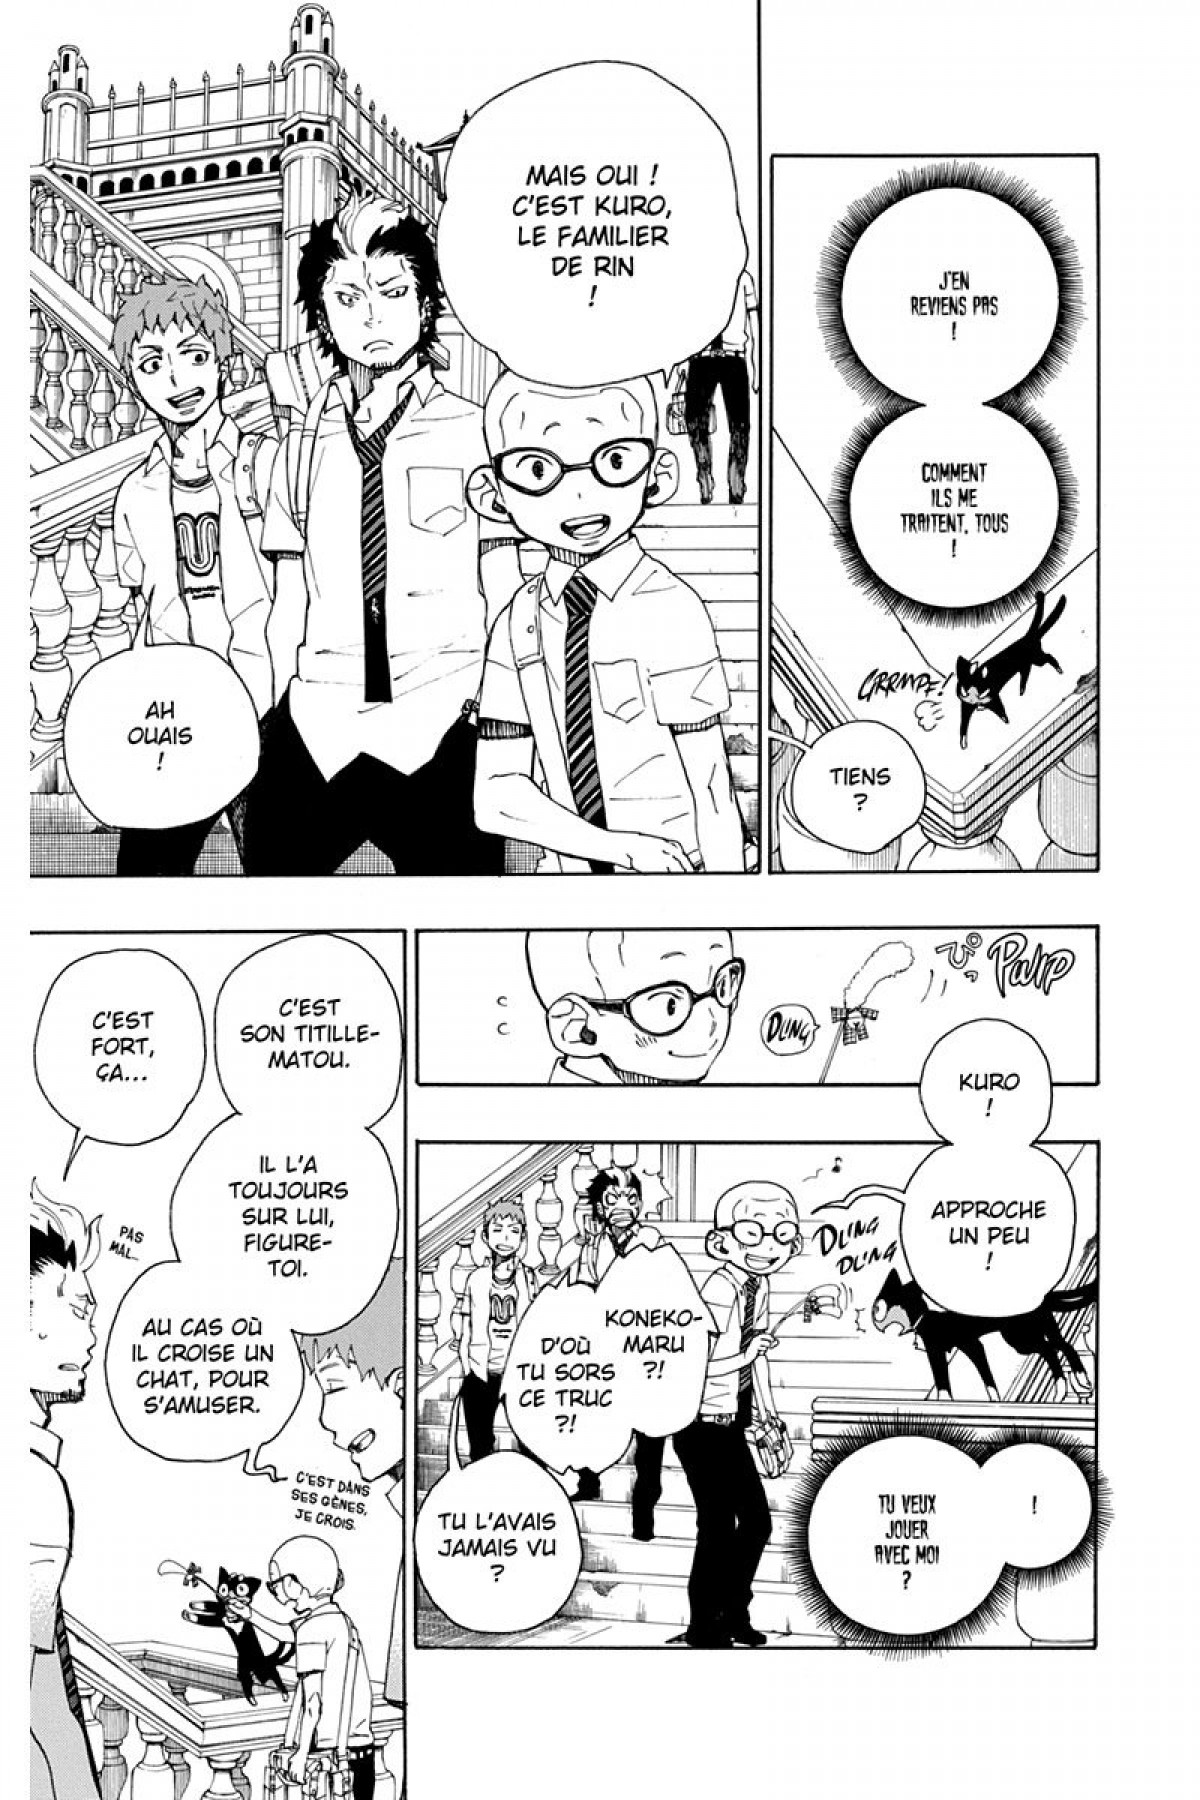 J'EN
REVIENS PAS
!
COMMENT
ILS ME
TRAITENT, TOUS
!
GRRMPF!
TIENS
?
MAIS OUI !
C'EST KURO,
LE FAMILIER
DE RIN
!
AH
OUAIS
!
ぴっ
PWIP
DLING
KURO
!
APPROCHE
UN PEU
!
DLING
DLING
KONEKO-
MARU
?!
D'OÙ
TU SORS
CE TRUC
?!
!
TU VEUX
JOUER
AVEC MOI
?
TU L'AVAIS
JAMAIS VU
?
C'EST
SON TITILLE-
MATOU.
IL L'A
TOUJOURS
SUR LUI,
FIGURE-
TOI.
AU CAS OÙ
IL CROISE UN
CHAT, POUR
S'AMUSER.
C'EST DANS
SES GÈNES,
JE CROIS.
C'EST
FORT,
ÇA...
PAS
MAL...